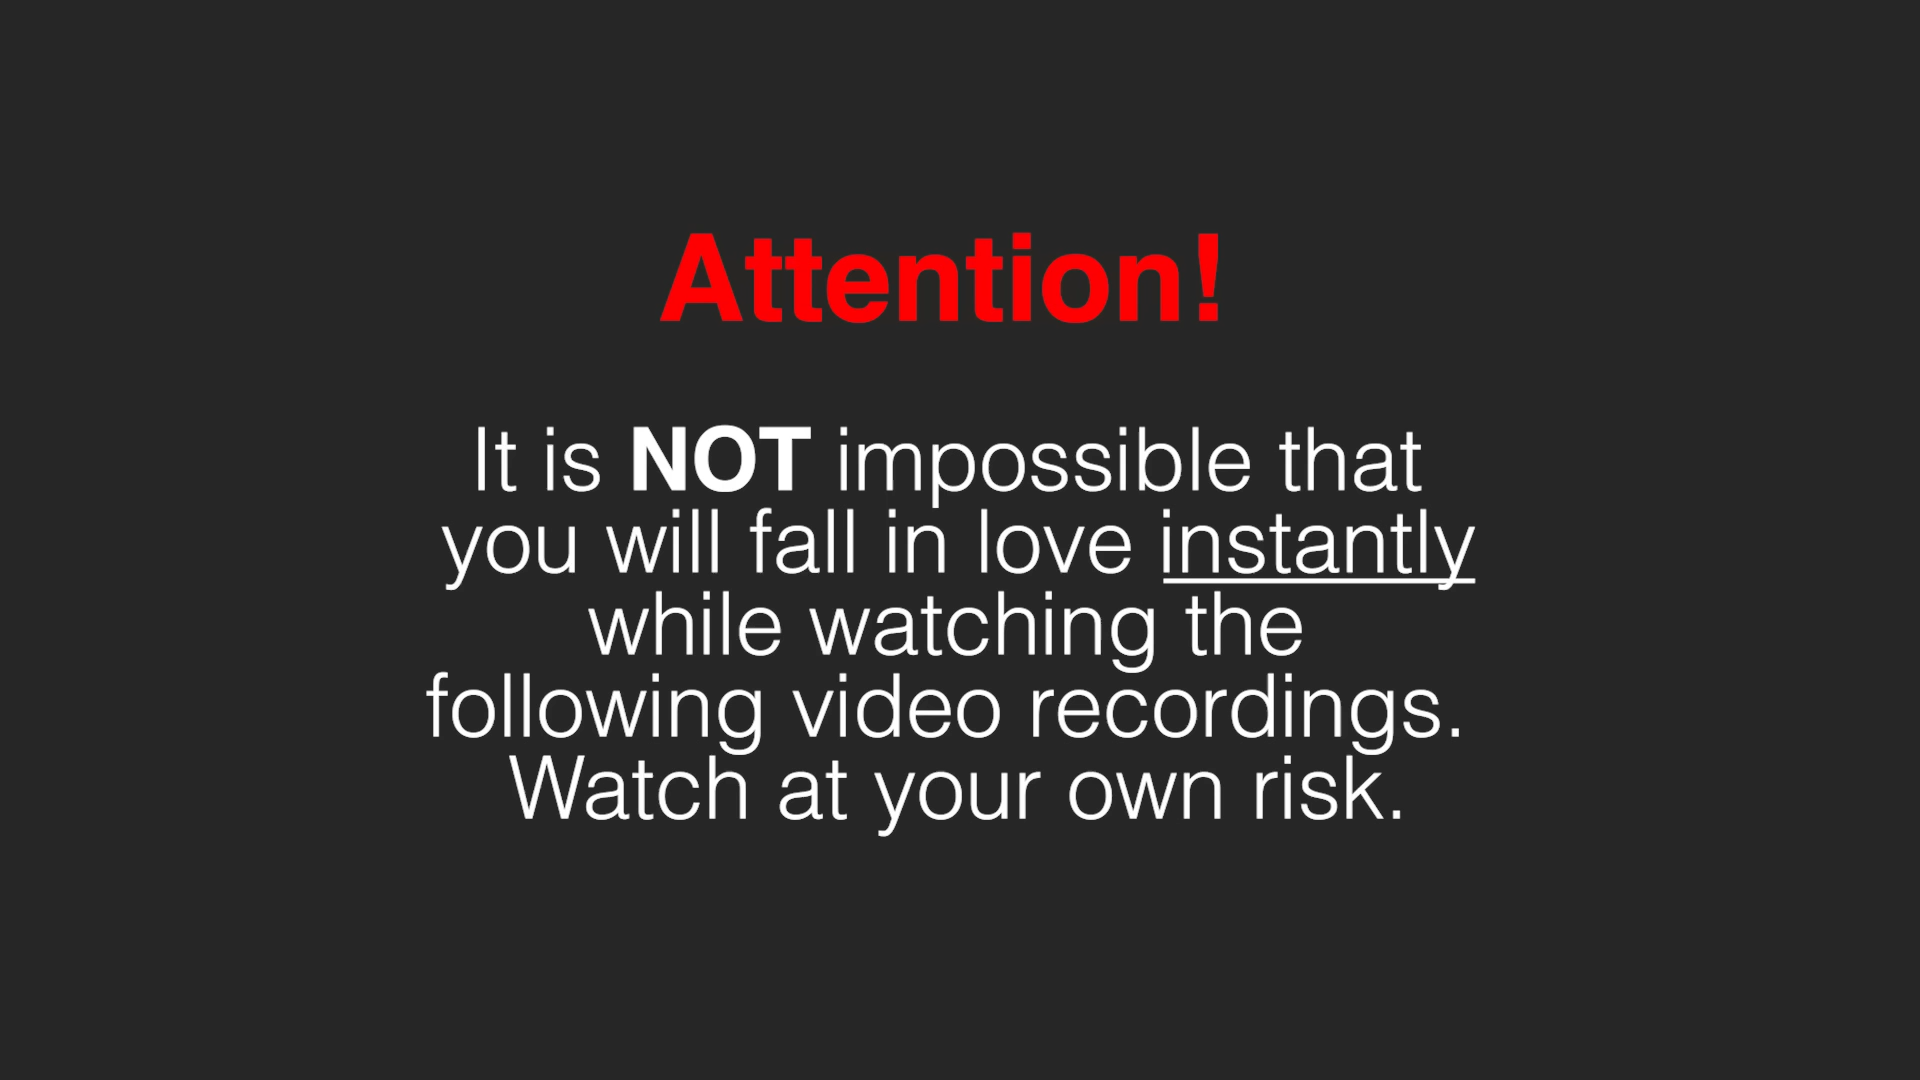 Attention!
It is NOT impossible that
you will fall in love instantly
while watching the
following video recordings.
Watch at your own risk.